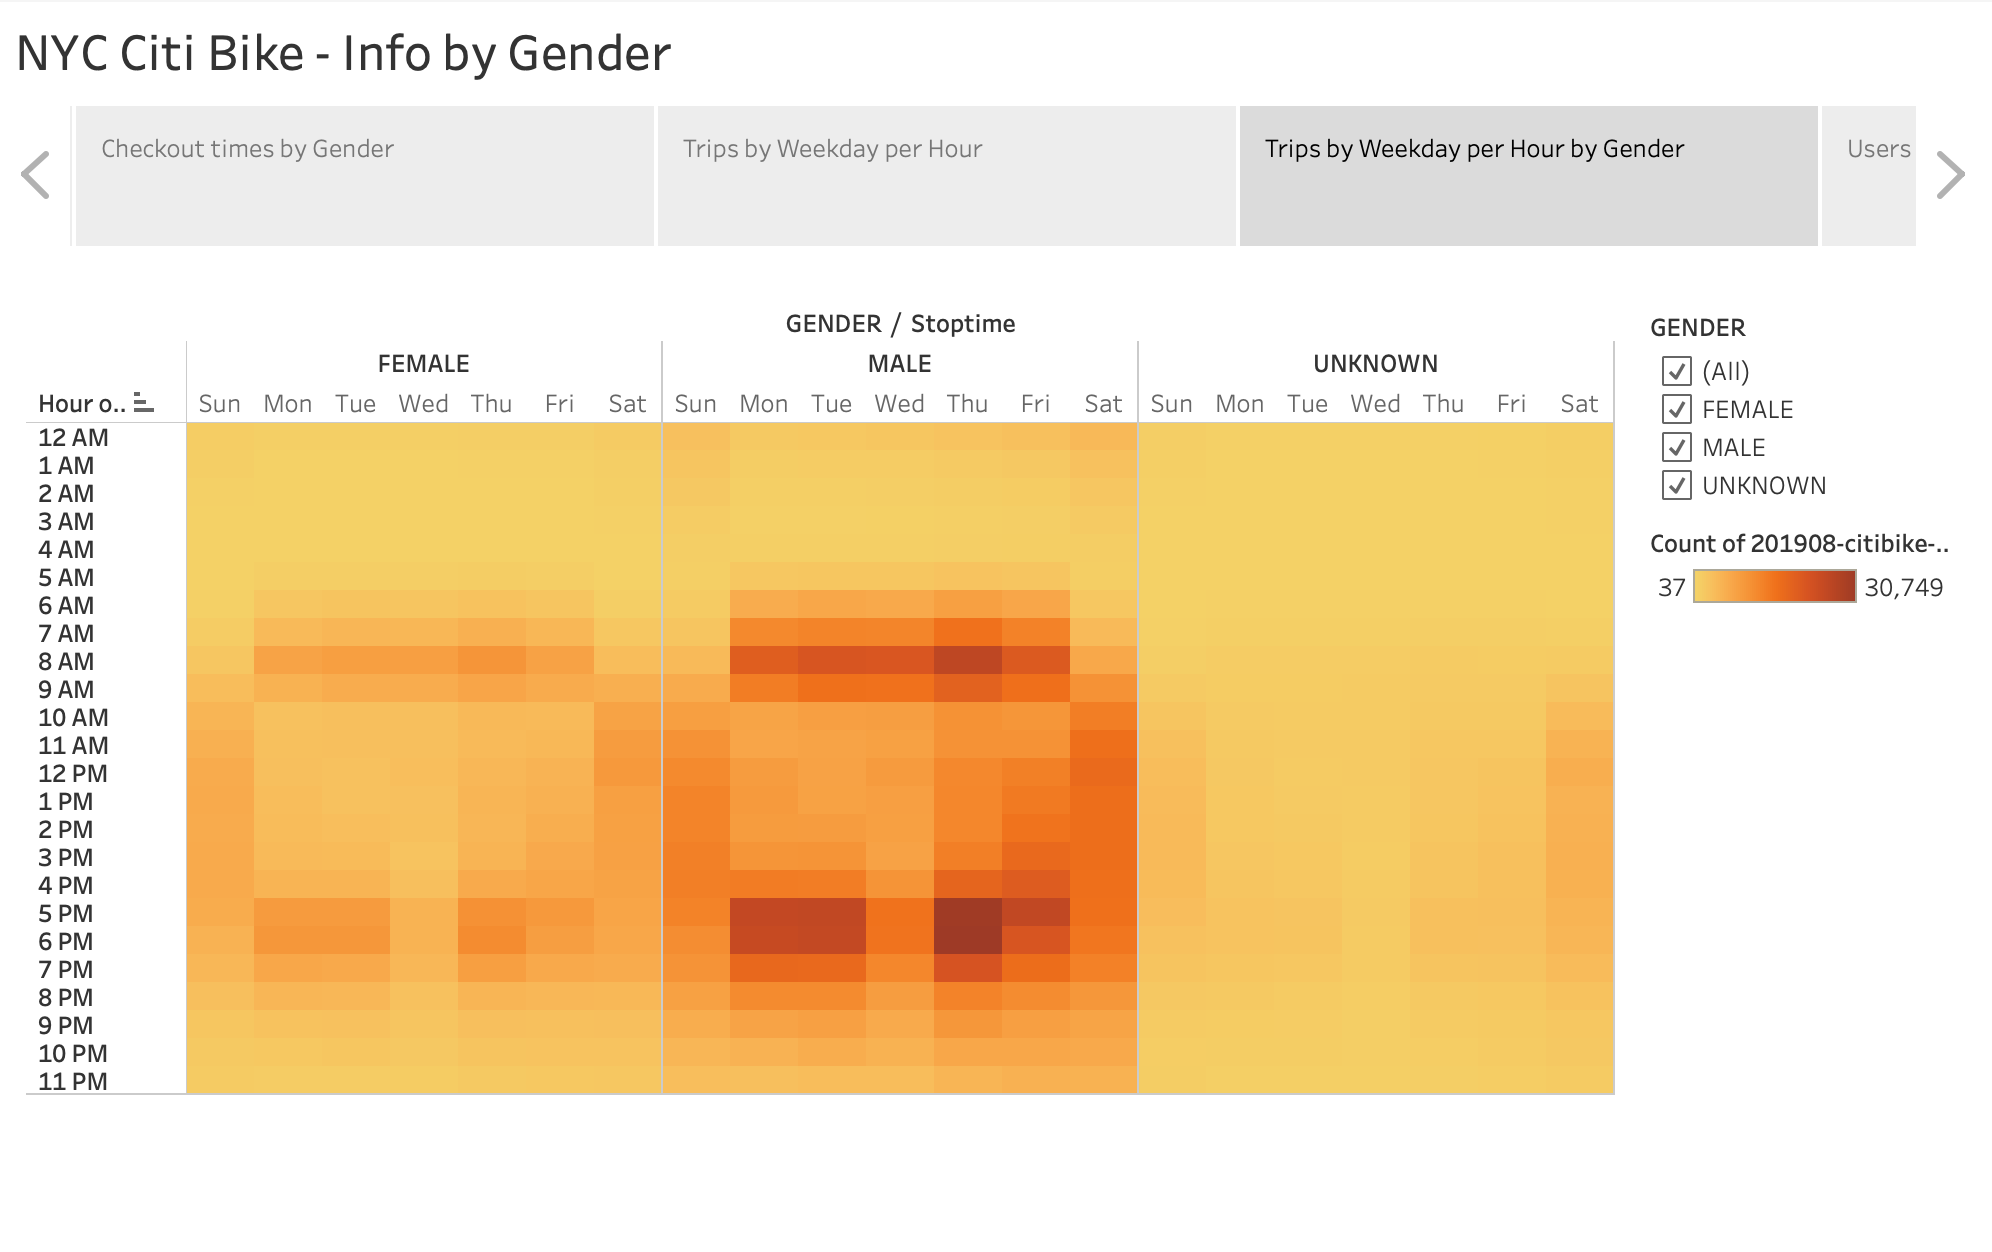 NYC Citi Bike - Info by Gender
Checkout times by Gender
Trips by Weekday per Hour
Trips by Weekday per Hour by Gender
Users
GENDER / Stoptime
FEMALE MALE UNKNOWN
Hour o.. Sun Mon Tue Wed Thu Fri Sat Sun Mon Tue Wed Thu Fri Sat Sun Mon Tue Wed Thu Fri Sat
12 AM
1 AM
2 AM
3 AM
4 AM
5 AM
6 AM
7 AM
8 AM
9 AM
10 AM
11 AM
12 PM
1 PM
2 PM
3 PM
4 PM
5 PM
6 PM
7 PM
8 PM
9 PM
10 PM
11 PM
GENDER
(All)
FEMALE
MALE
UNKNOWN
Count of 201908-citibike-..
37 30,749